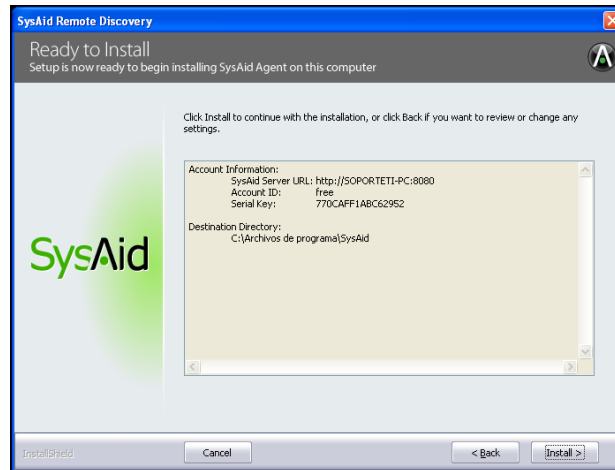 SysAid Remote Discovery
Ready to Install
Setup is now ready to begin installing SysAid Agent on this computer
Click Install to continue with the installation, or click Back if you want to review or change any
settings.
Account Information:
SysAid Server URL: http://SOPORTETI-PC:8080
Account ID: free
Serial Key: 770CAFF1ABC62952
Destination Directory:
C:\Archivos de programa\SysAid
SysAid
InstallShield
Cancel
< Back
Install >